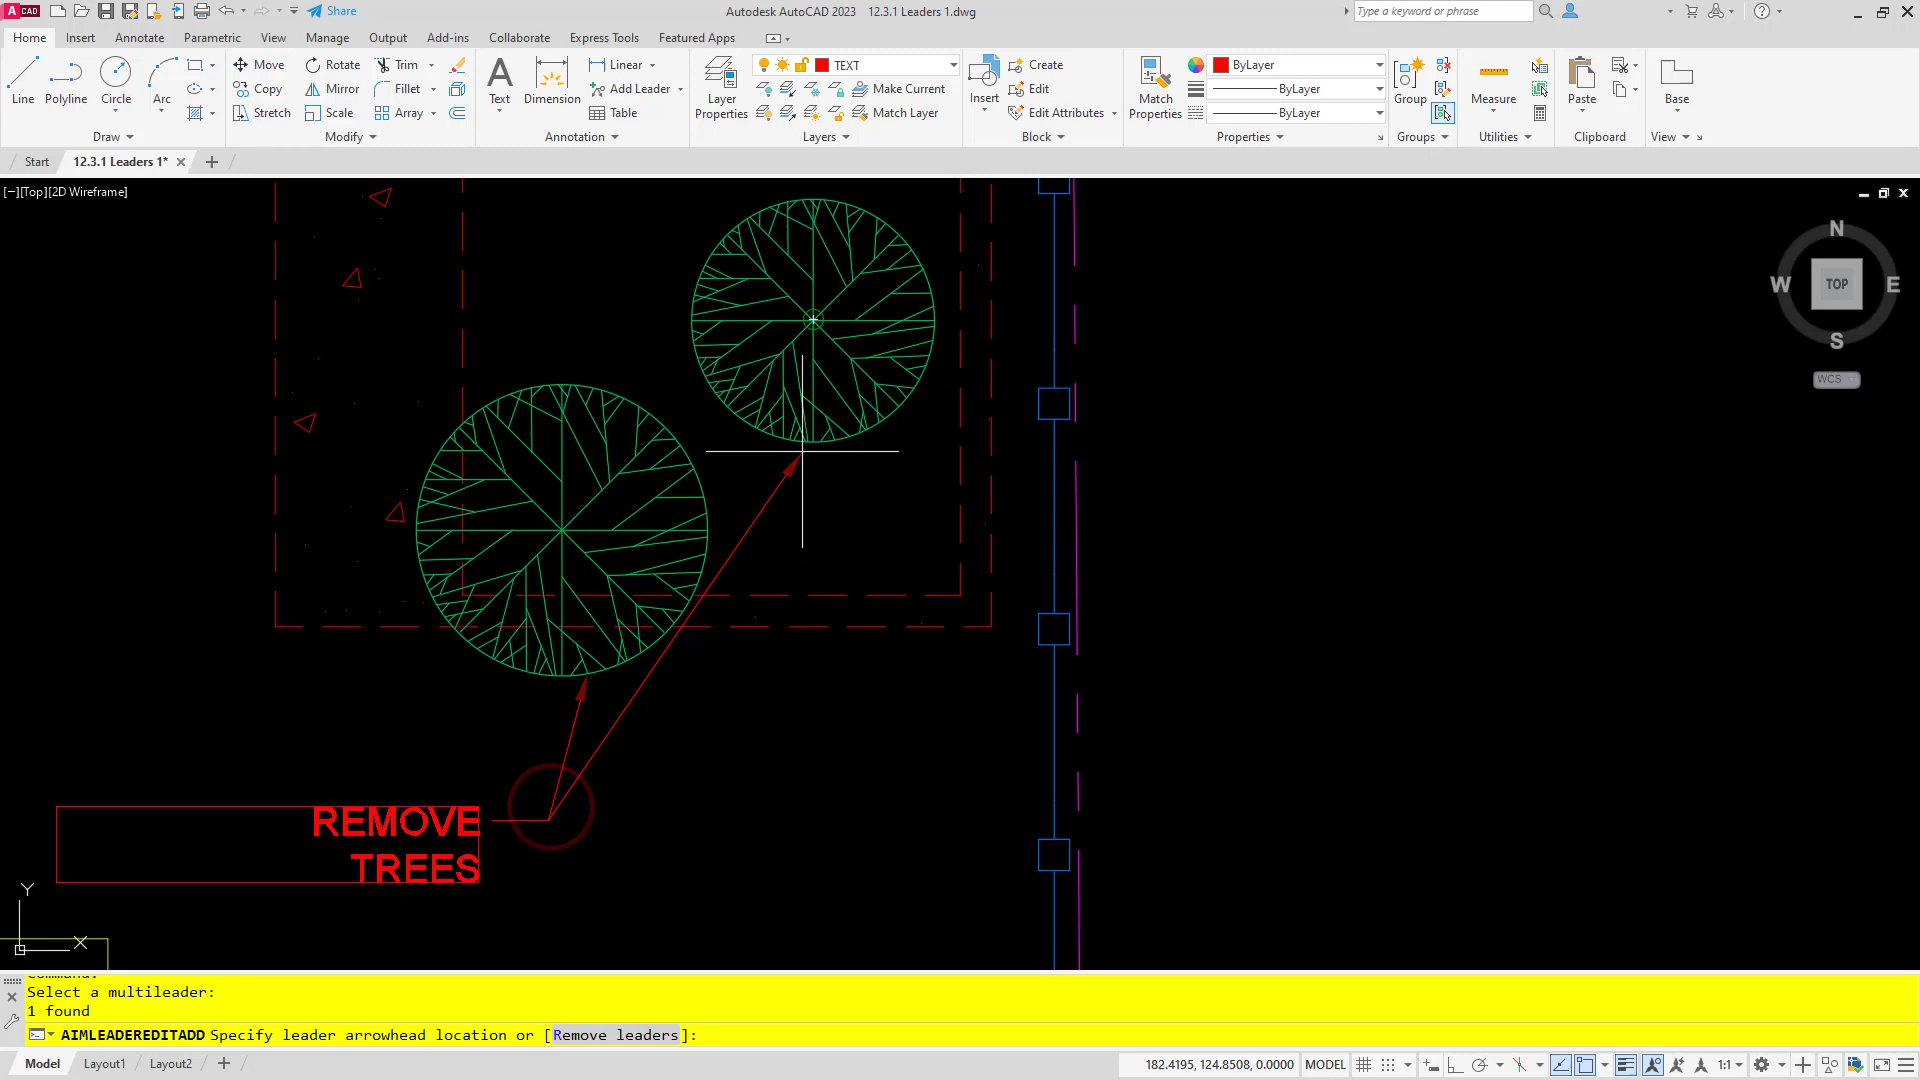 A CAD Share Autodesk AutoCAD 2023 12.3.1 Leaders 1.dwg Type a keyword or phrase
Home Insert Annotate Parametric View Manage Output Add-ins Collaborate Express Tools Featured Apps
Line Polyline Circle Arc
Draw
Move Rotate Trim
Copy Mirror Fillet
Stretch Scale Array
Modify
Text Dimension
Linear
Add Leader
Table
Annotation
Layer Properties
TEXT
Make Current
Match Layer
Layers
Insert
Create
Edit
Edit Attributes
Block
Match Properties
ByLayer
ByLayer
ByLayer
Properties
Group
Groups
Measure
Utilities
Paste
Clipboard
Base
View
Start 12.3.1 Leaders 1*
[−][Top][2D Wireframe]
N
W TOP E
S
WCS
REMOVE
TREES
Y
X
Select a multileader:
1 found
AIMLEADEREDITADD Specify leader arrowhead location or [Remove leaders]:
Model Layout1 Layout2 182.4195, 124.8508, 0.0000 MODEL 1:1